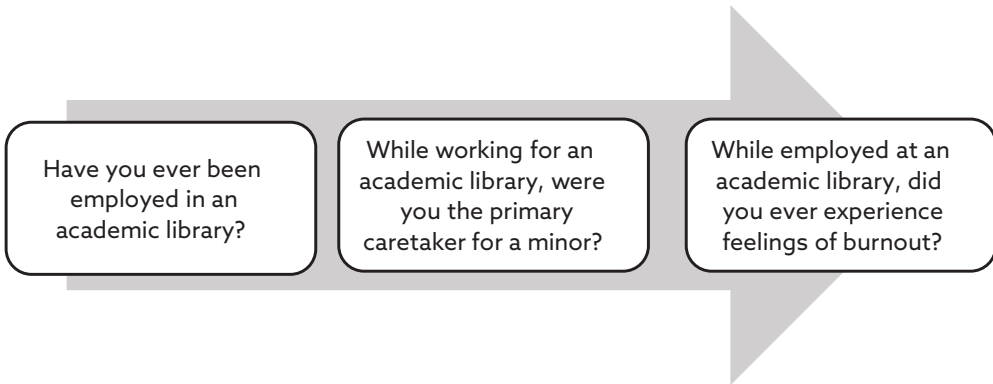 Have you ever been
employed in an
academic library?
While working for an
academic library, were
you the primary
caretaker for a minor?
While employed at an
academic library, did
you ever experience
feelings of burnout?